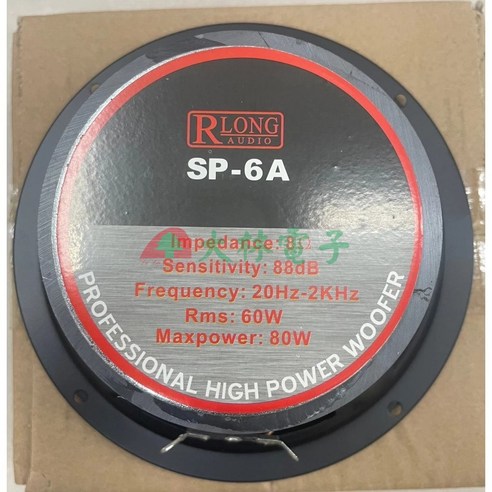 RLONG
AUDIO
SP-6A
Impedance: 8Ω
Sensitivity: 88dB
Frequency: 20Hz-2KHz
Rms: 60W
Maxpower: 80W
PROFESSIONAL HIGH POWER WOOFER
大竹電子